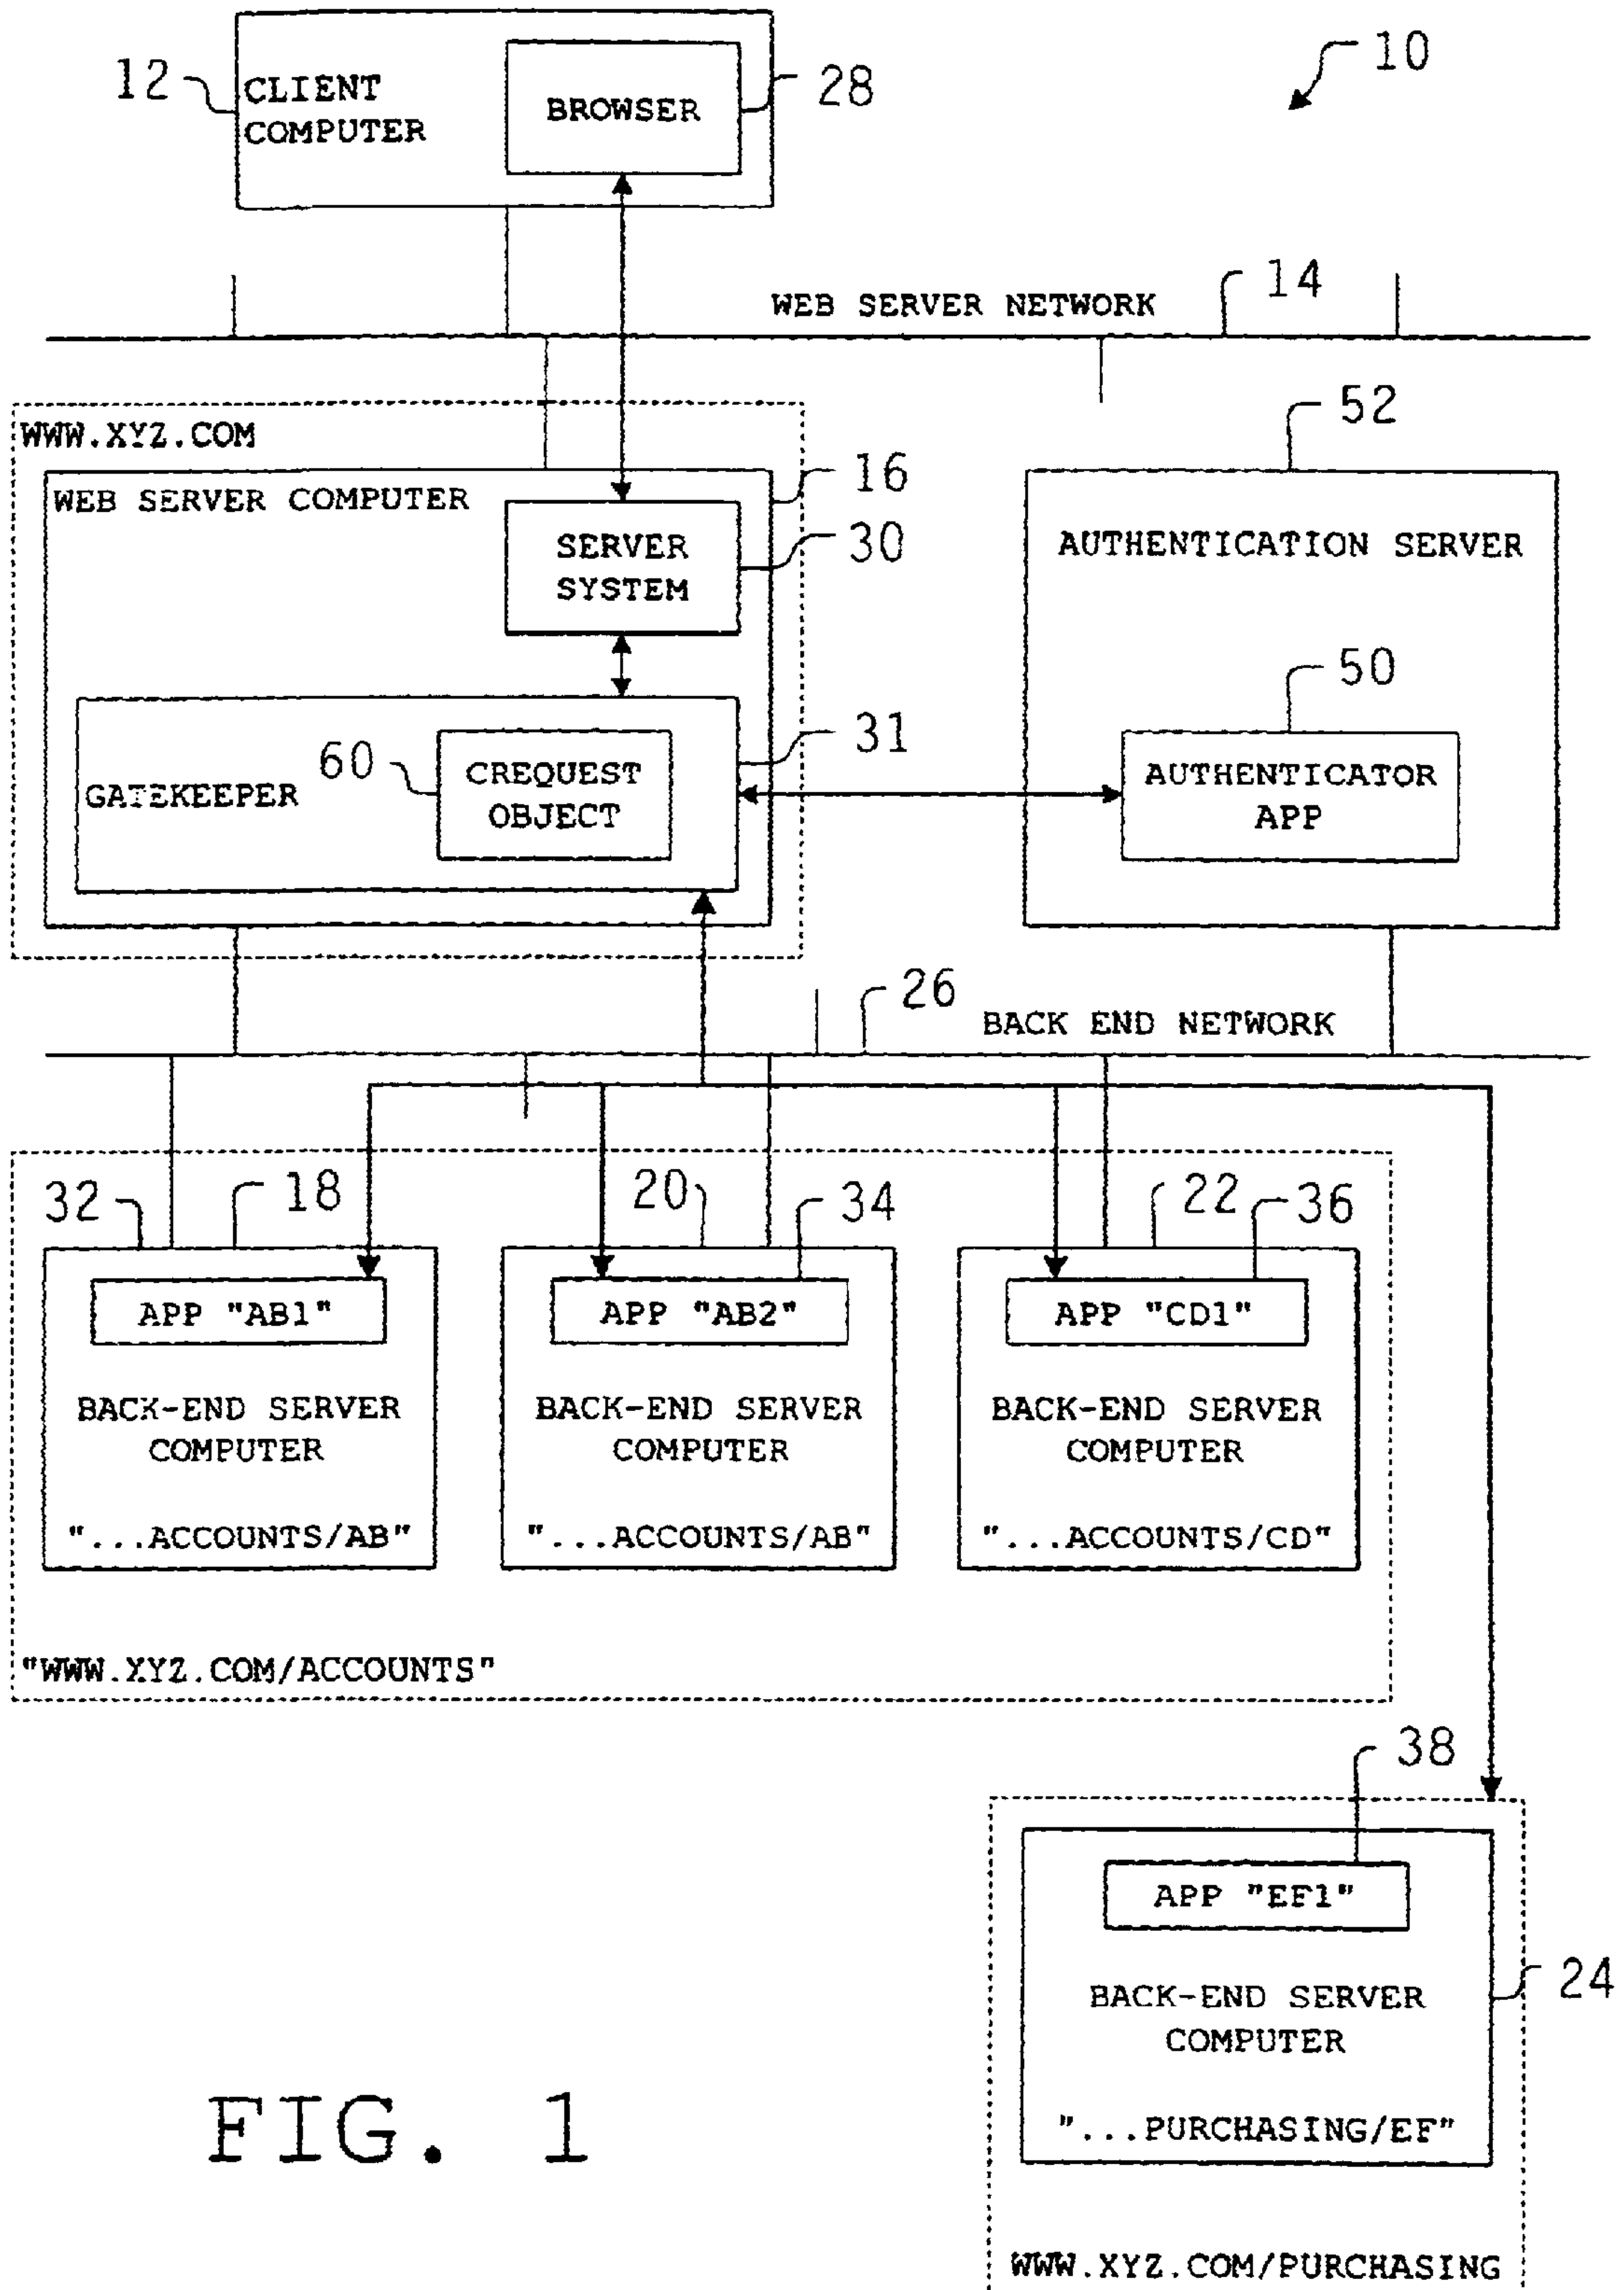 10
12
CLIENT
COMPUTER
BROWSER
28
WEB SERVER NETWORK
14
WWW.XYZ.COM
52
WEB SERVER COMPUTER
16
SERVER
SYSTEM
30
AUTHENTICATION SERVER
50
GATEKEEPER
60
CREQUEST
OBJECT
31
AUTHENTICATOR
APP
26
BACK END NETWORK
32
18
20
34
22
36
APP "AB1"
APP "AB2"
APP "CD1"
BACK-END SERVER
COMPUTER
BACK-END SERVER
COMPUTER
BACK-END SERVER
COMPUTER
"...ACCOUNTS/AB"
"...ACCOUNTS/AB"
"...ACCOUNTS/CD"
"WWW.XYZ.COM/ACCOUNTS"
38
APP "EF1"
24
BACK-END SERVER
COMPUTER
"...PURCHASING/EF"
WWW.XYZ.COM/PURCHASING
FIG. 1